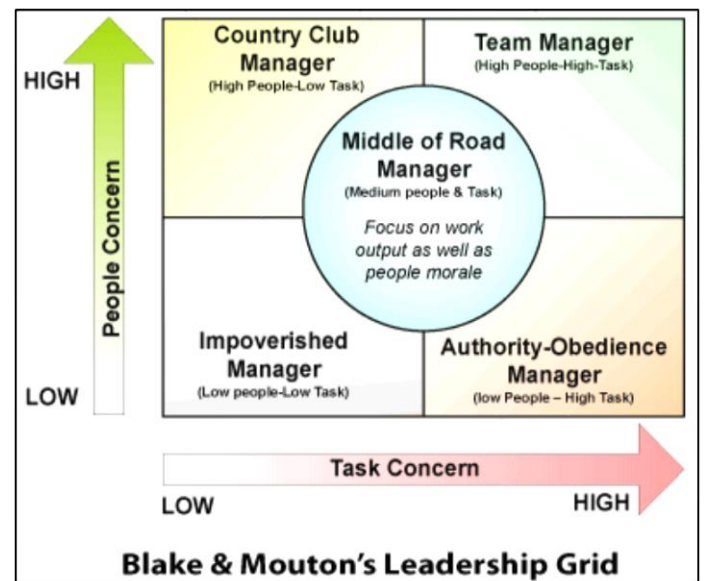 HIGH
People Concern
LOW
Country Club
Manager
(High People-Low Task)
Team Manager
(High People-High-Task)
Middle of Road
Manager
(Medium people & Task)
Focus on work
output as well as
people morale
Impoverished
Manager
(Low people-Low Task)
Authority-Obedience
Manager
(low People – High Task)
Task Concern
LOW
HIGH
Blake & Mouton's Leadership Grid